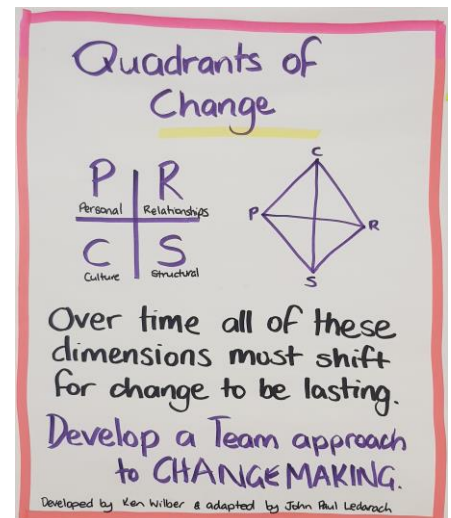 Quadrants of
Change
P R
Personal Relationships
C S
Culture Structural
C
P R
S
Over time all of these
dimensions must shift
for change to be lasting.
Develop a Team approach
to CHANGEMAKING.
Developed by Ken Wilber & adapted by John Paul Ledarach